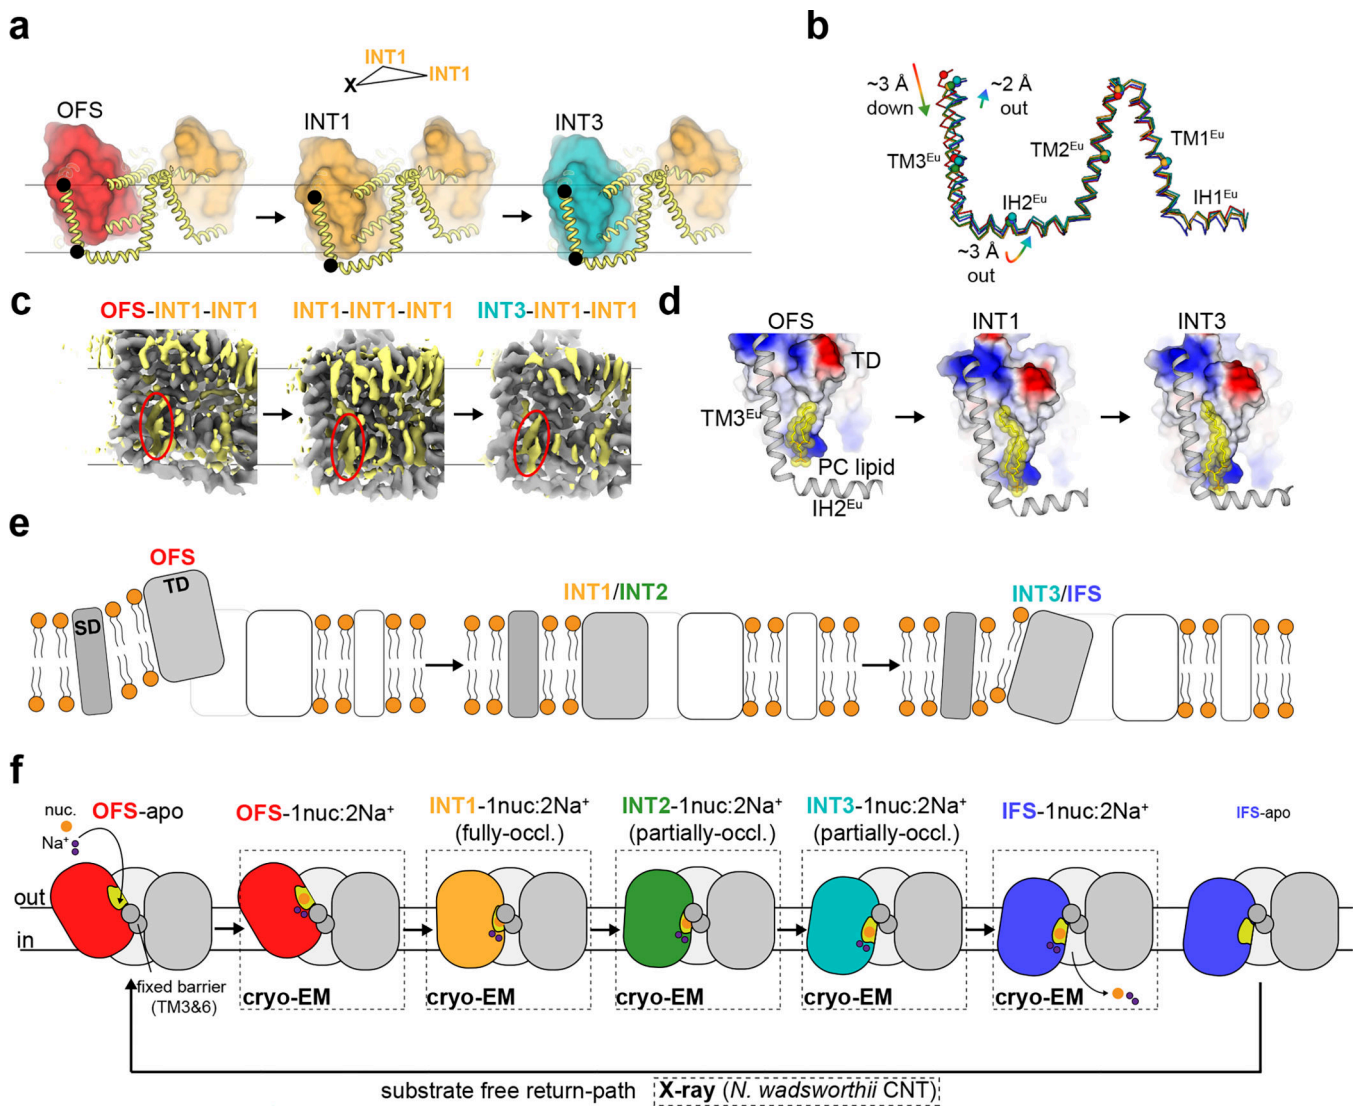 a
INT1
X
INT1
OFS
INT1
INT3
b
~3 Å
down
~2 Å
out
TM3Eu
TM2Eu
TM1Eu
IH2Eu
IH1Eu
~3 Å
out
c
OFS-INT1-INT1
INT1-INT1-INT1
INT3-INT1-INT1
d
OFS
INT1
INT3
TD
TM3Eu
PC lipid
IH2Eu
e
OFS
TD
SD
INT1/INT2
INT3/IFS
f
nuc.
Na+
OFS-apo
OFS-1nuc:2Na+
INT1-1nuc:2Na+
(fully-occl.)
INT2-1nuc:2Na+
(partially-occl.)
INT3-1nuc:2Na+
(partially-occl.)
IFS-1nuc:2Na+
IFS-apo
out
in
fixed barrier
(TM3&6)
cryo-EM
cryo-EM
cryo-EM
cryo-EM
cryo-EM
substrate free return-path
X-ray (N. wadsworthii CNT)